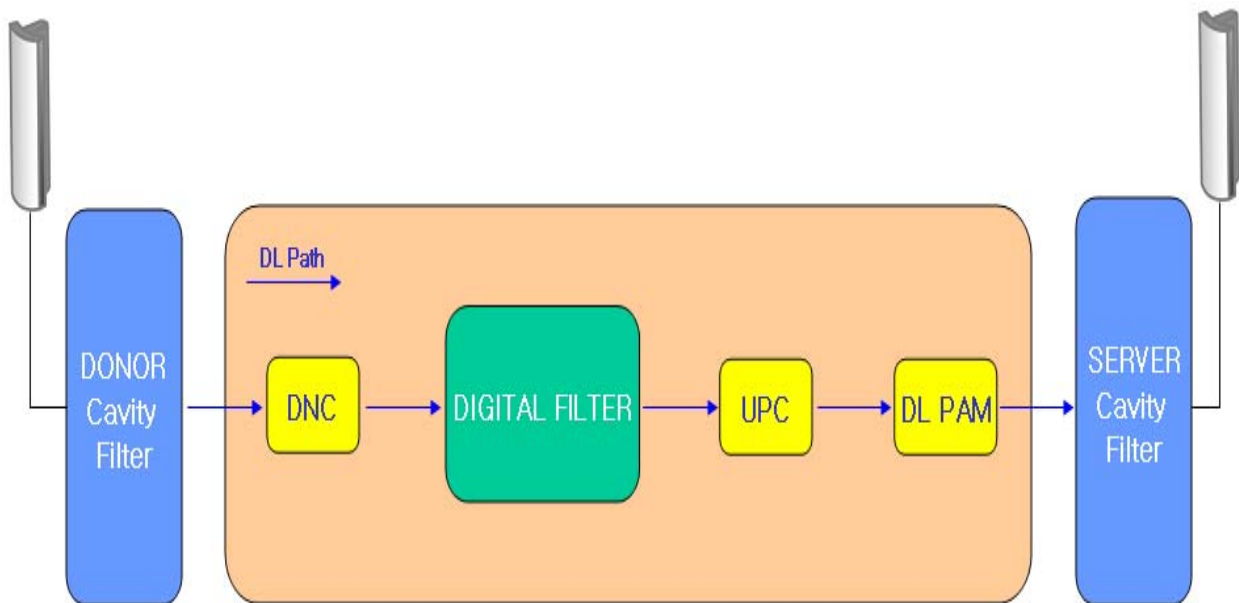 DL Path
DONOR
Cavity
Filter
DNC
DIGITAL FILTER
UPC
DL PAM
SERVER
Cavity
Filter